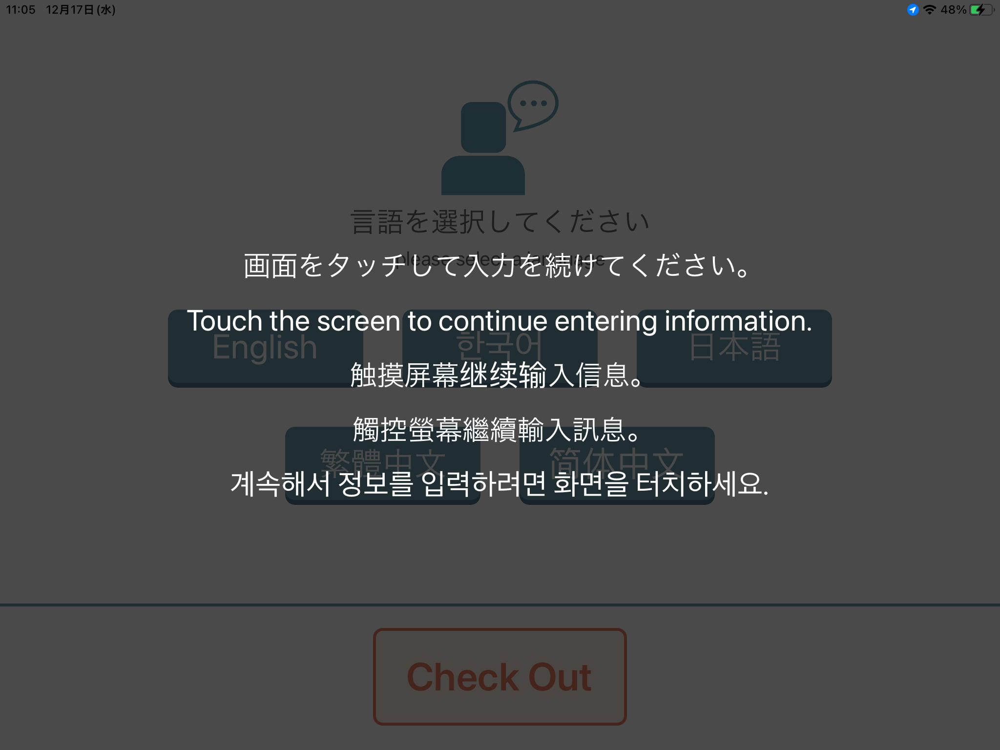 11:05 12月17日(水) 48%
言語を選択してください
please select a language
画面をタッチして入力を続けてください。
Touch the screen to continue entering information.
English 한국어 日本語
触摸屏幕继续输入信息。
觸控螢幕繼續輸入訊息。
繁體中文 简体中文
계속해서 정보를 입력하려면 화면을 터치하세요.
Check Out